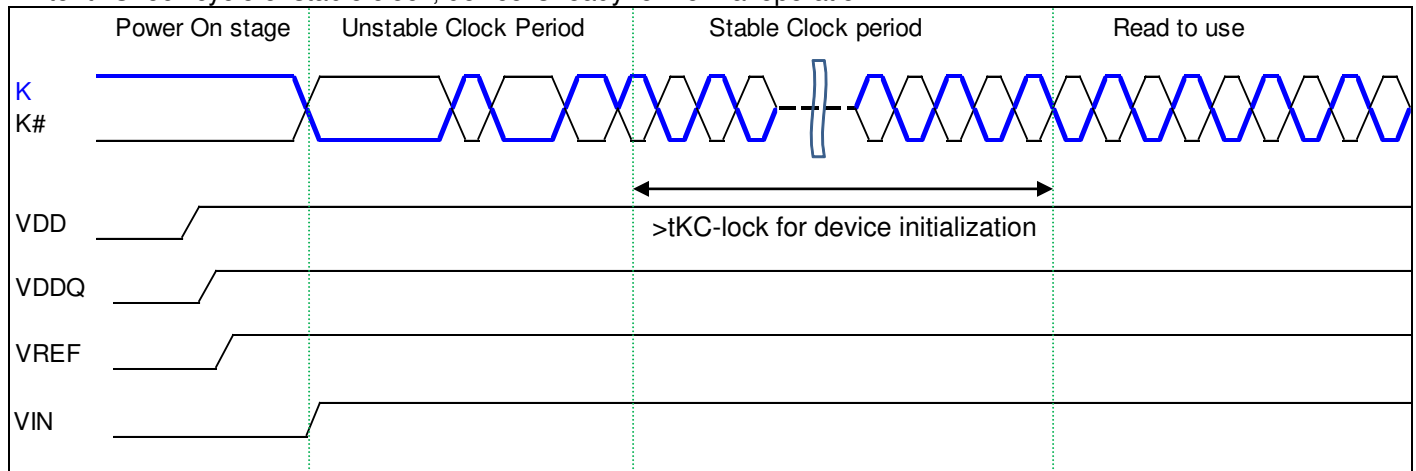 Power On stage Unstable Clock Period Stable Clock period Read to use
K
K#
>tKC-lock for device initialization
VDD
VDDQ
VREF
VIN